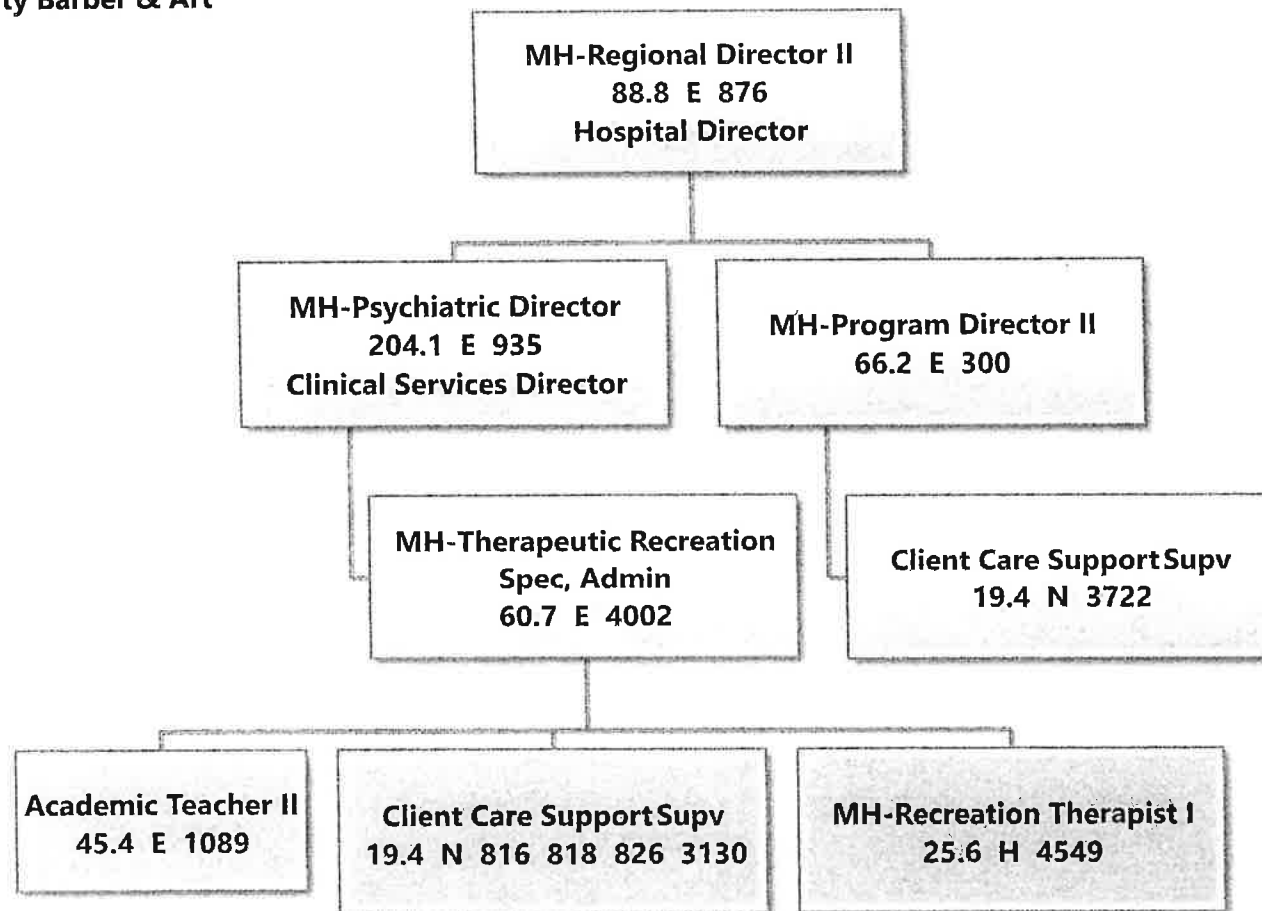 ty Barber & Art
MH-Regional Director II
88.8 E 876
Hospital Director
MH-Psychiatric Director
204.1 E 935
Clinical Services Director
MH-Program Director II
66.2 E 300
MH-Therapeutic Recreation
Spec, Admin
60.7 E 4002
Client Care Support Supv
19.4 N 3722
Academic Teacher II
45.4 E 1089
Client Care Support Supv
19.4 N 816 818 826 3130
MH-Recreation Therapist I
25.6 H 4549